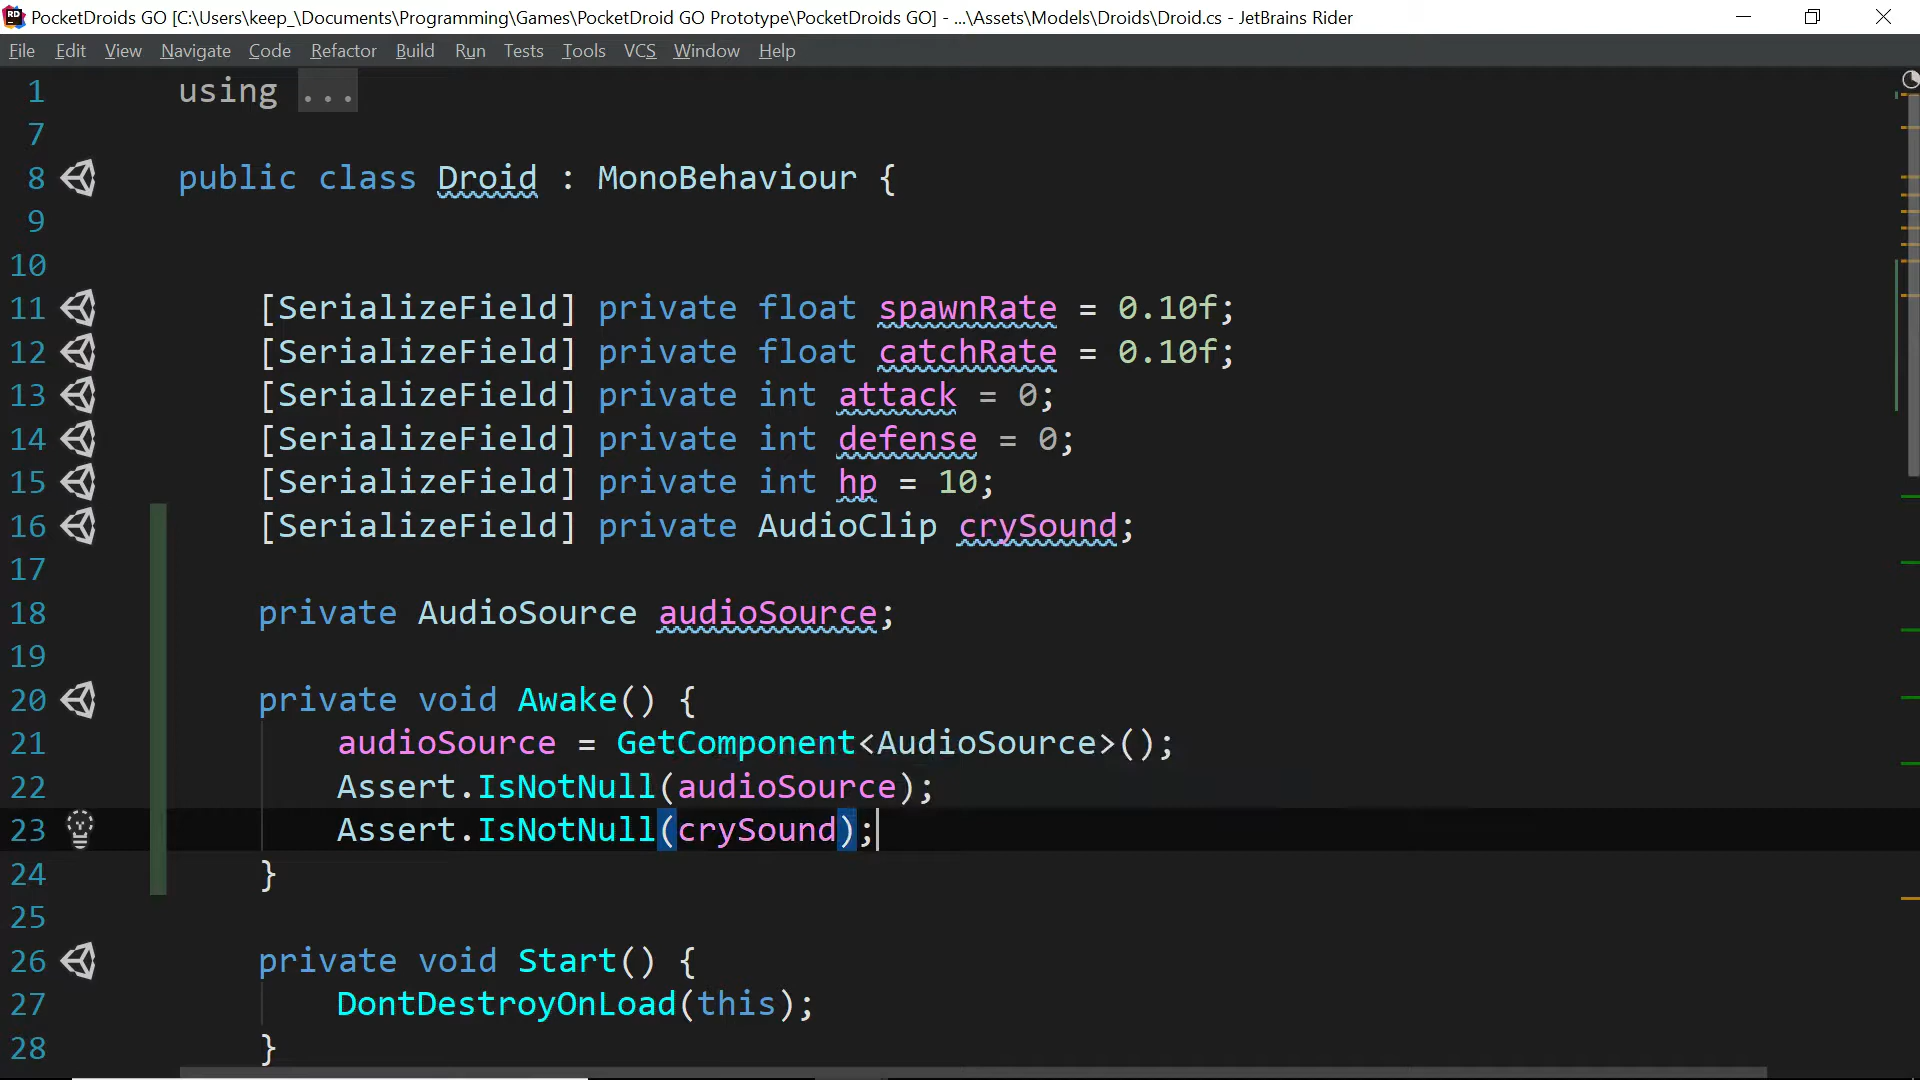 PocketDroids GO [C:\Users\keep_\Documents\Programming\Games\PocketDroid GO Prototype\PocketDroids GO] - ...\Assets\Models\Droids\Droid.cs - JetBrains Rider
File Edit View Navigate Code Refactor Build Run Tests Tools VCS Window Help
1 using ...
7
8 public class Droid : MonoBehaviour {
9
10
11 [SerializeField] private float spawnRate = 0.10f;
12 [SerializeField] private float catchRate = 0.10f;
13 [SerializeField] private int attack = 0;
14 [SerializeField] private int defense = 0;
15 [SerializeField] private int hp = 10;
16 [SerializeField] private AudioClip crySound;
17
18 private AudioSource audioSource;
19
20 private void Awake() {
21 audioSource = GetComponent<AudioSource>();
22 Assert.IsNotNull(audioSource);
23 Assert.IsNotNull(crySound);
24 }
25
26 private void Start() {
27 DontDestroyOnLoad(this);
28 }